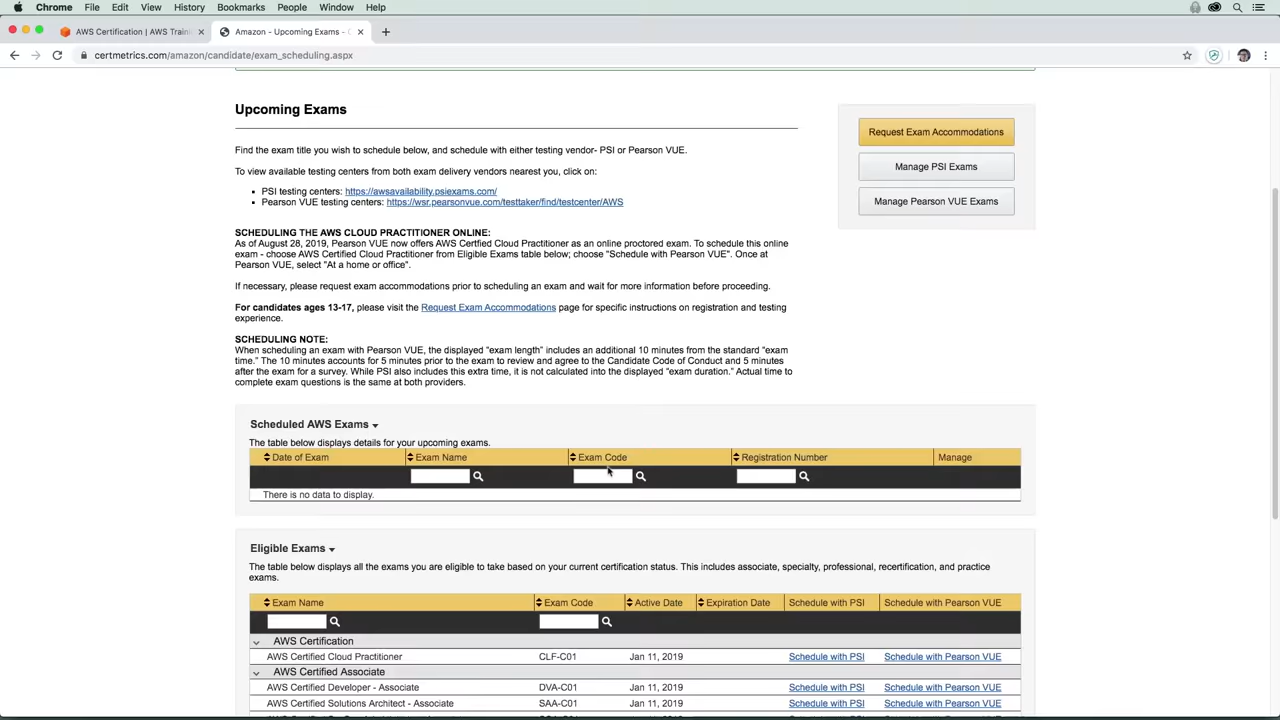 Chrome File Edit View History Bookmarks People Window Help
AWS Certification | AWS Traini
Amazon - Upcoming Exams -
certmetrics.com/amazon/candidate/exam_scheduling.aspx
Upcoming Exams
Find the exam title you wish to schedule below, and schedule with either testing vendor- PSI or Pearson VUE.
To view available testing centers from both exam delivery vendors nearest you, click on:
PSI testing centers: https://awsavailability.psiexams.com/
Pearson VUE testing centers: https://wsr.pearsonvue.com/testtaker/find/testcenter/AWS
SCHEDULING THE AWS CLOUD PRACTITIONER ONLINE:
As of August 28, 2019, Pearson VUE now offers AWS Certfied Cloud Practitioner as an online proctored exam. To schedule this online
exam - choose AWS Certified Cloud Practitioner from Eligible Exams table below; choose "Schedule with Pearson VUE". Once at
Pearson VUE, select "At a home or office".
If necessary, please request exam accommodations prior to scheduling an exam and wait for more information before proceeding.
For candidates ages 13-17, please visit the Request Exam Accommodations page for specific instructions on registration and testing
experience.
SCHEDULING NOTE:
When scheduling an exam with Pearson VUE, the displayed "exam length" includes an additional 10 minutes from the standard "exam
time." The 10 minutes accounts for 5 minutes prior to the exam to review and agree to the Candidate Code of Conduct and 5 minutes
after the exam for a survey. While PSI also includes this extra time, it is not calculated into the displayed "exam duration." Actual time to
complete exam questions is the same at both providers.
Request Exam Accommodations
Manage PSI Exams
Manage Pearson VUE Exams
Scheduled AWS Exams
The table below displays details for your upcoming exams.
Date of Exam Exam Name Exam Code Registration Number Manage
There is no data to display.
Eligible Exams
The table below displays all the exams you are eligible to take based on your current certification status. This includes associate, specialty, professional, recertification, and practice
exams.
Exam Name Exam Code Active Date Expiration Date Schedule with PSI Schedule with Pearson VUE
AWS Certification
AWS Certified Cloud Practitioner CLF-C01 Jan 11, 2019 Schedule with PSI Schedule with Pearson VUE
AWS Certified Associate
AWS Certified Developer - Associate DVA-C01 Jan 11, 2019 Schedule with PSI Schedule with Pearson VUE
AWS Certified Solutions Architect - Associate SAA-C01 Jan 11, 2019 Schedule with PSI Schedule with Pearson VUE